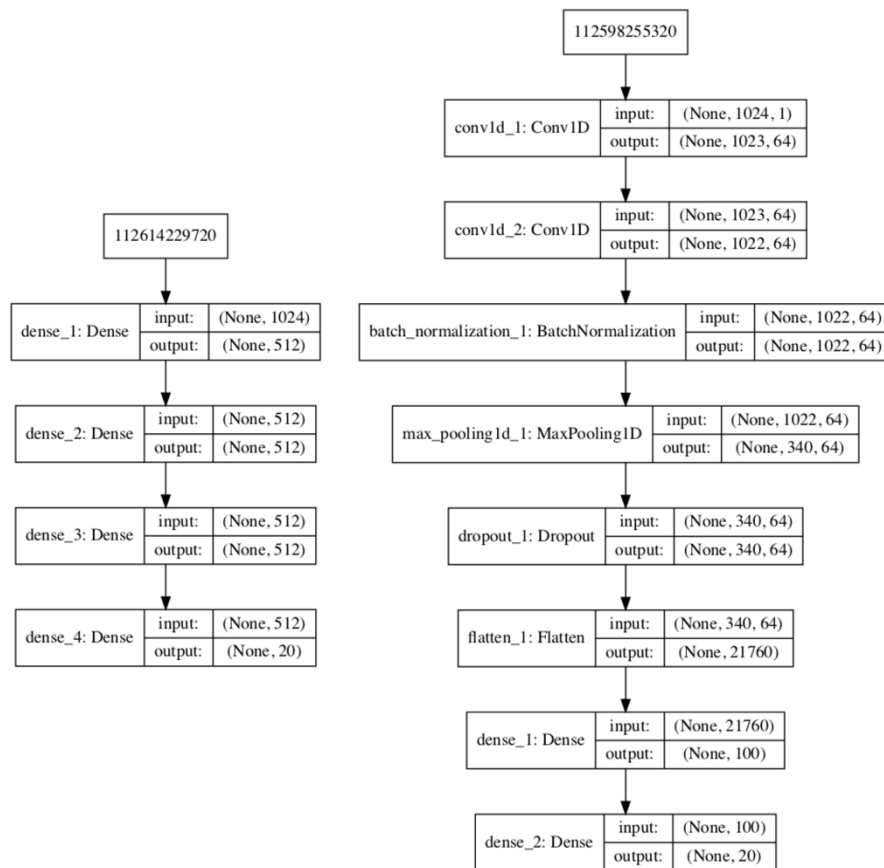 112614229720
dense_1: Dense input: (None, 1024)
output: (None, 512)
dense_2: Dense input: (None, 512)
output: (None, 512)
dense_3: Dense input: (None, 512)
output: (None, 512)
dense_4: Dense input: (None, 512)
output: (None, 20)
112598255320
conv1d_1: Conv1D input: (None, 1024, 1)
output: (None, 1023, 64)
conv1d_2: Conv1D input: (None, 1023, 64)
output: (None, 1022, 64)
batch_normalization_1: BatchNormalization input: (None, 1022, 64)
output: (None, 1022, 64)
max_pooling1d_1: MaxPooling1D input: (None, 1022, 64)
output: (None, 340, 64)
dropout_1: Dropout input: (None, 340, 64)
output: (None, 340, 64)
flatten_1: Flatten input: (None, 340, 64)
output: (None, 21760)
dense_1: Dense input: (None, 21760)
output: (None, 100)
dense_2: Dense input: (None, 100)
output: (None, 20)